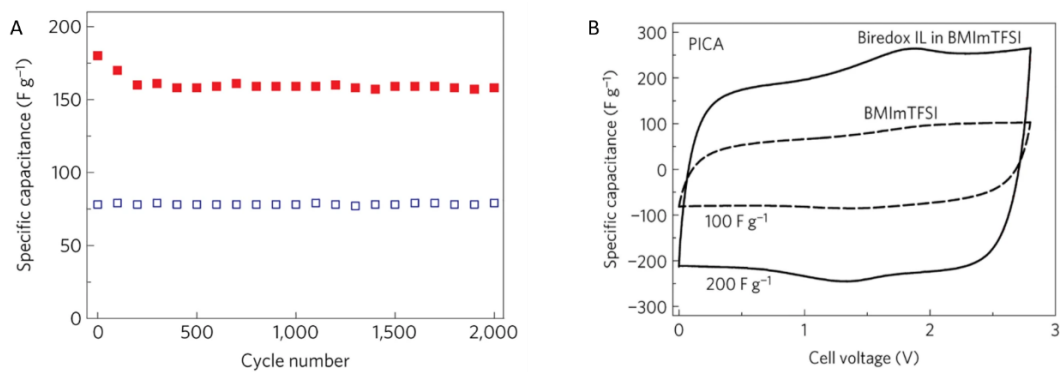 A
Specific capacitance (F g⁻¹)
200
150
100
50
0
0
500
1,000
1,500
2,000
Cycle number
B
PICA
Biredox IL in BMImTFSI
BMImTFSI
100 F g⁻¹
200 F g⁻¹
Specific capacitance (F g⁻¹)
300
200
100
0
−100
−200
−300
0
1
2
3
Cell voltage (V)